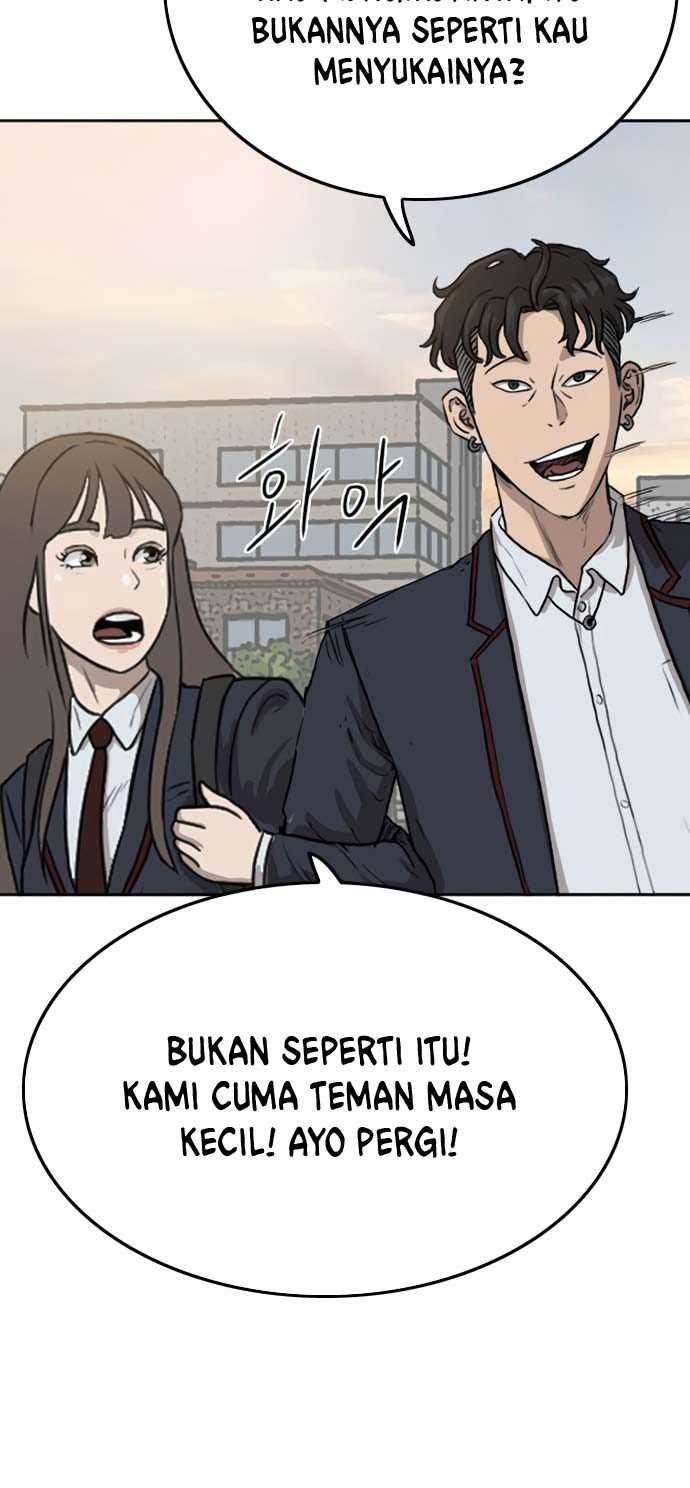 BUKANNYA SEPERTI KAU
MENYUKAINYA?
화악
BUKAN SEPERTI ITU!
KAMI CUMA TEMAN MASA
KECIL! AYO PERGI!